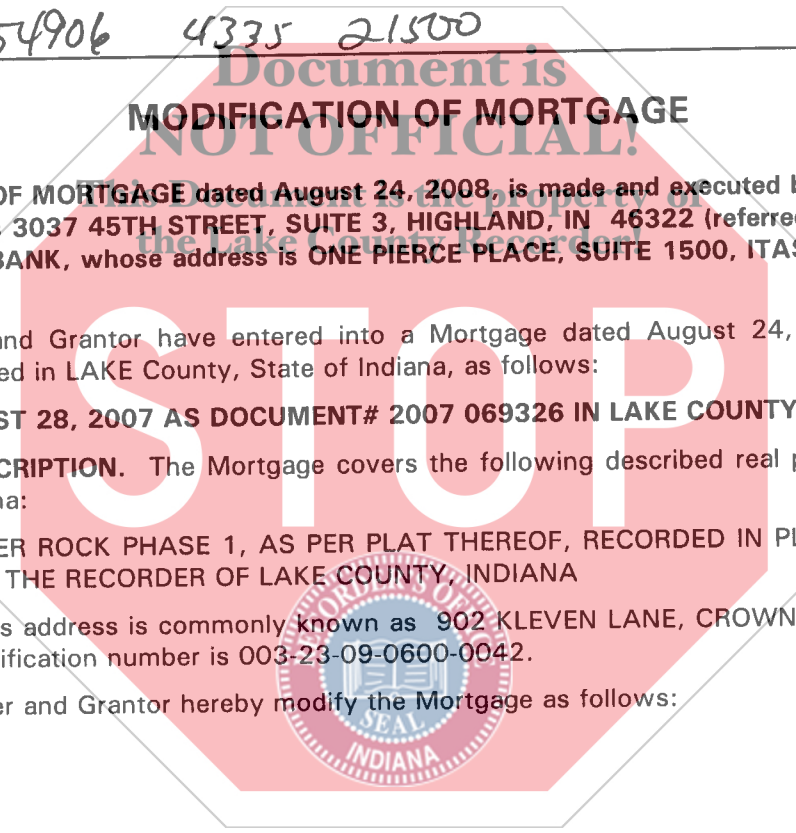 54906 4335 21500
Document is
MODIFICATION OF MORTGAGE
NOT OFFICIAL!
OF MORTGAGE dated August 24, 2008, is made and executed b
This Document is the property of
3037 45TH STREET, SUITE 3, HIGHLAND, IN 46322 (referred
the Lake County Recorder!
BANK, whose address is ONE PIERCE PLACE, SUITE 1500, ITAS
and Grantor have entered into a Mortgage dated August 24,
ed in LAKE County, State of Indiana, as follows:
STOP
ST 28, 2007 AS DOCUMENT# 2007 069326 IN LAKE COUNTY
CRIPTION. The Mortgage covers the following described real p
na:
ER ROCK PHASE 1, AS PER PLAT THEREOF, RECORDED IN PL
THE RECORDER OF LAKE COUNTY, INDIANA
s address is commonly known as 902 KLEVEN LANE, CROWN
ification number is 003-23-09-0600-0042.
er and Grantor hereby modify the Mortgage as follows:
SEAL
INDIANA